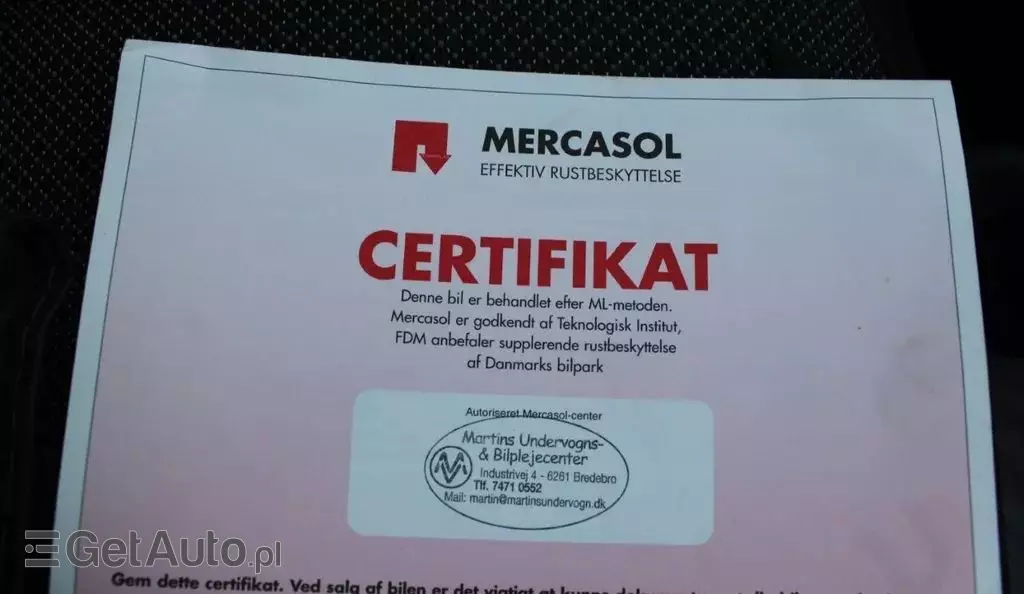 MERCASOL
EFFEKTIV RUSTBESKYTTELSE
CERTIFIKAT
Denne bil er behandlet efter ML-metoden.
Mercasol er godkendt af Teknologisk Institut,
FDM anbefaler supplerende rustbeskyttelse
af Danmarks bilpark
Autoriseret Mercasol-center
Martins Undervogns-
& Bilplejecenter
Industrivej 4 - 6261 Bredebro
Tlf. 7471 0552
Mail: martin@martinsundervogn.dk
GetAuto.pl
Gem dette certifikat. Ved salg af bilen er det vigtigt at kunne